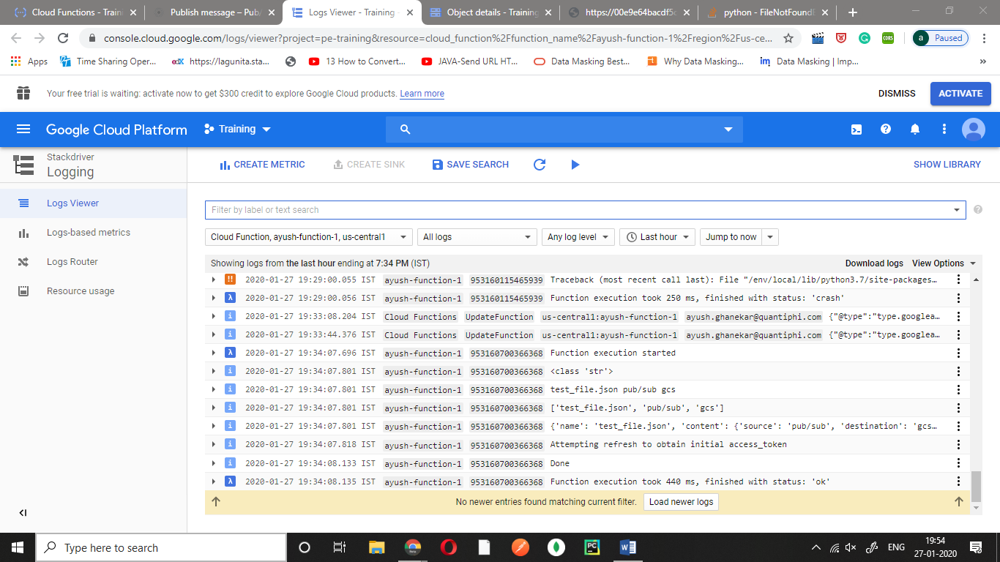 Cloud Functions - Train
Publish message – Pub/
Logs Viewer - Training -
Object details - Training
https://00e9e64bacdf5c
python - FileNotFoundE
console.cloud.google.com/logs/viewer?project=pe-training&resource=cloud_function%2Ffunction_name%2Fayush-function-1%2Fregion%2Fus-ce...
CORS
a Paused
Apps
Time Sharing Oper...
edX https://lagunita.sta...
13 How to Convert...
JAVA-Send URL HT...
Data Masking Best...
Why Data Masking...
im Data Masking | Imp...
»
Your free trial is waiting: activate now to get $300 credit to explore Google Cloud products. Learn more
DISMISS
ACTIVATE
Google Cloud Platform
Training
Stackdriver
Logging
CREATE METRIC
CREATE SINK
SAVE SEARCH
SHOW LIBRARY
Logs Viewer
Logs-based metrics
Logs Router
Resource usage
Filter by label or text search
Cloud Function, ayush-function-1, us-central1
All logs
Any log level
Last hour
Jump to now
Showing logs from the last hour ending at 7:34 PM (IST)
Download logs
View Options
!! 2020-01-27 19:29:00.055 IST ayush-function-1 953160115465939 Traceback (most recent call last): File "/env/local/lib/python3.7/site-packages…
λ 2020-01-27 19:29:00.056 IST ayush-function-1 953160115465939 Function execution took 250 ms, finished with status: 'crash'
i 2020-01-27 19:33:08.204 IST Cloud Functions UpdateFunction us-central1:ayush-function-1 ayush.ghanekar@quantiphi.com {"@type":"type.googlea…
i 2020-01-27 19:33:44.376 IST Cloud Functions UpdateFunction us-central1:ayush-function-1 ayush.ghanekar@quantiphi.com {"@type":"type.googlea…
λ 2020-01-27 19:34:07.696 IST ayush-function-1 953160700366368 Function execution started
i 2020-01-27 19:34:07.801 IST ayush-function-1 953160700366368 <class 'str'>
i 2020-01-27 19:34:07.801 IST ayush-function-1 953160700366368 test_file.json pub/sub gcs
i 2020-01-27 19:34:07.801 IST ayush-function-1 953160700366368 ['test_file.json', 'pub/sub', 'gcs']
i 2020-01-27 19:34:07.801 IST ayush-function-1 953160700366368 {'name': 'test_file.json', 'content': {'source': 'pub/sub', 'destination': 'gcs…
i 2020-01-27 19:34:07.818 IST ayush-function-1 953160700366368 Attempting refresh to obtain initial access_token
i 2020-01-27 19:34:08.133 IST ayush-function-1 953160700366368 Done
λ 2020-01-27 19:34:08.135 IST ayush-function-1 953160700366368 Function execution took 440 ms, finished with status: 'ok'
No newer entries found matching current filter.
Load newer logs
Type here to search
PC
W
ENG
19:54
27-01-2020